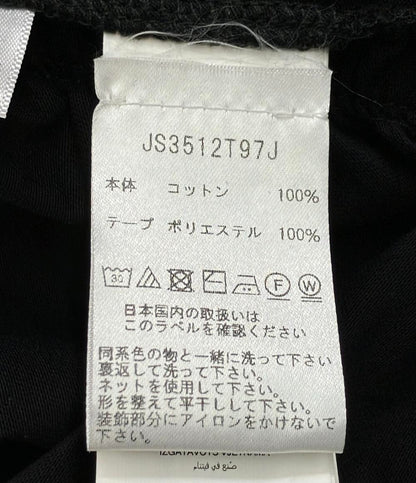 JS3512T97J
本体 コットン 100%
テープ ポリエステル 100%
30 F W
日本国内の取扱いは
このラベルを確認ください
同系色の物と一緒に洗って下さい。
裏返して洗って下さい。
ネットを使用して下さい。
形を整えて平干しして下さい。
装飾部分にアイロンをかけないで
下さい。
صنع في فيتنام